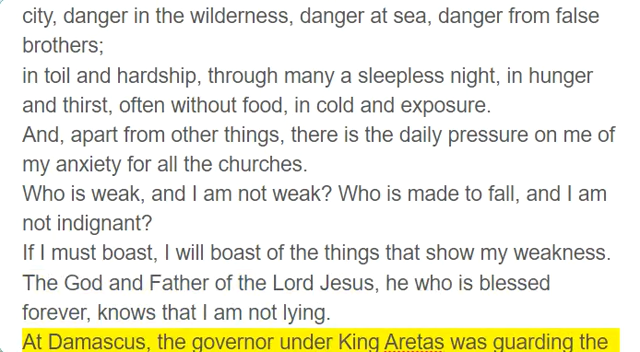 city, danger in the wilderness, danger at sea, danger from false
brothers;
in toil and hardship, through many a sleepless night, in hunger
and thirst, often without food, in cold and exposure.
And, apart from other things, there is the daily pressure on me of
my anxiety for all the churches.
Who is weak, and I am not weak? Who is made to fall, and I am
not indignant?
If I must boast, I will boast of the things that show my weakness.
The God and Father of the Lord Jesus, he who is blessed
forever, knows that I am not lying.
At Damascus, the governor under King Aretas was guarding the